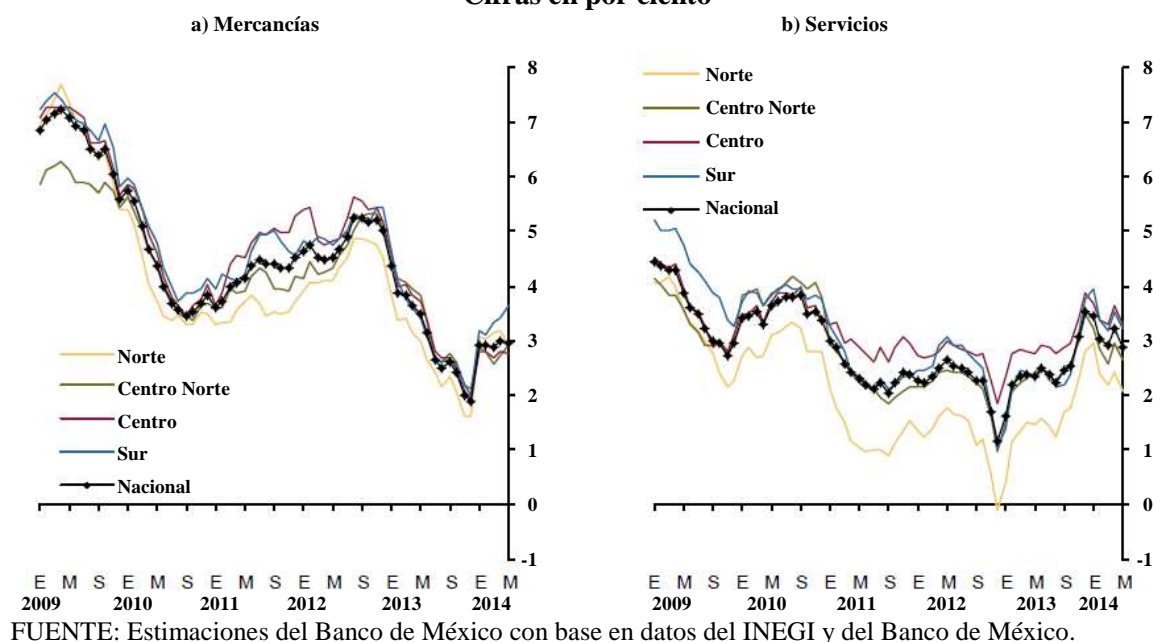 Cifras en por ciento
a) Mercancías
b) Servicios
8
7
6
5
4
3
2
1
0
-1
Norte
Centro Norte
Centro
Sur
Nacional
E M S E M S E M S E M S E M S E M
2009 2010 2011 2012 2013 2014
Norte
Centro Norte
Centro
Sur
Nacional
8
7
6
5
4
3
2
1
0
-1
E M S E M S E M S E M S E M S E M
2009 2010 2011 2012 2013 2014
FUENTE: Estimaciones del Banco de México con base en datos del INEGI y del Banco de México.